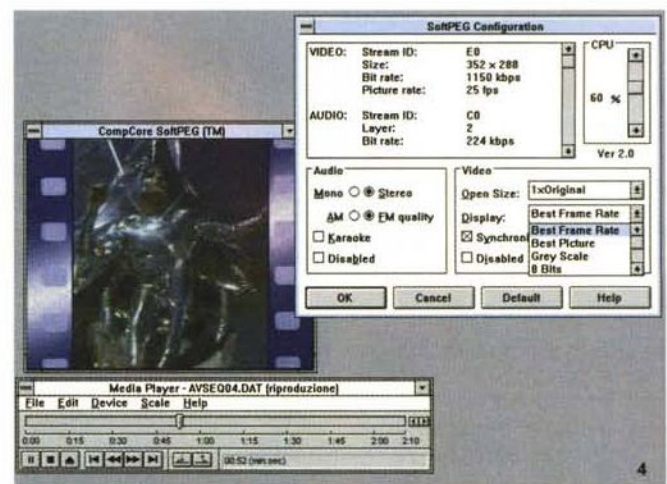 SoftPEG Configuration
VIDEO: Stream ID: E0
Size: 352 x 288
Bit rate: 1150 kbps
Picture rate: 25 fps
AUDIO: Stream ID: C0
Layer: 2
Bit rate: 224 kbps
CPU
60 %
Ver 2.0
Audio
Mono Stereo
AM FM quality
Karaoke
Disabled
Video
Open Size: 1xOriginal
Display: Best Frame Rate
Best Frame Rate
Best Picture
Grey Scale
8 Bits
Synchroni
Disabled
OK Cancel Default Help
CompCore SoftPEG (TM)
Media Player - AVSEQ04.DAT (riproduzione)
File Edit Device Scale Help
0:00 0:15 0:30 0:45 1:00 1:15 1:30 1:45 2:00 2:10
00:52 (min:sec)
4